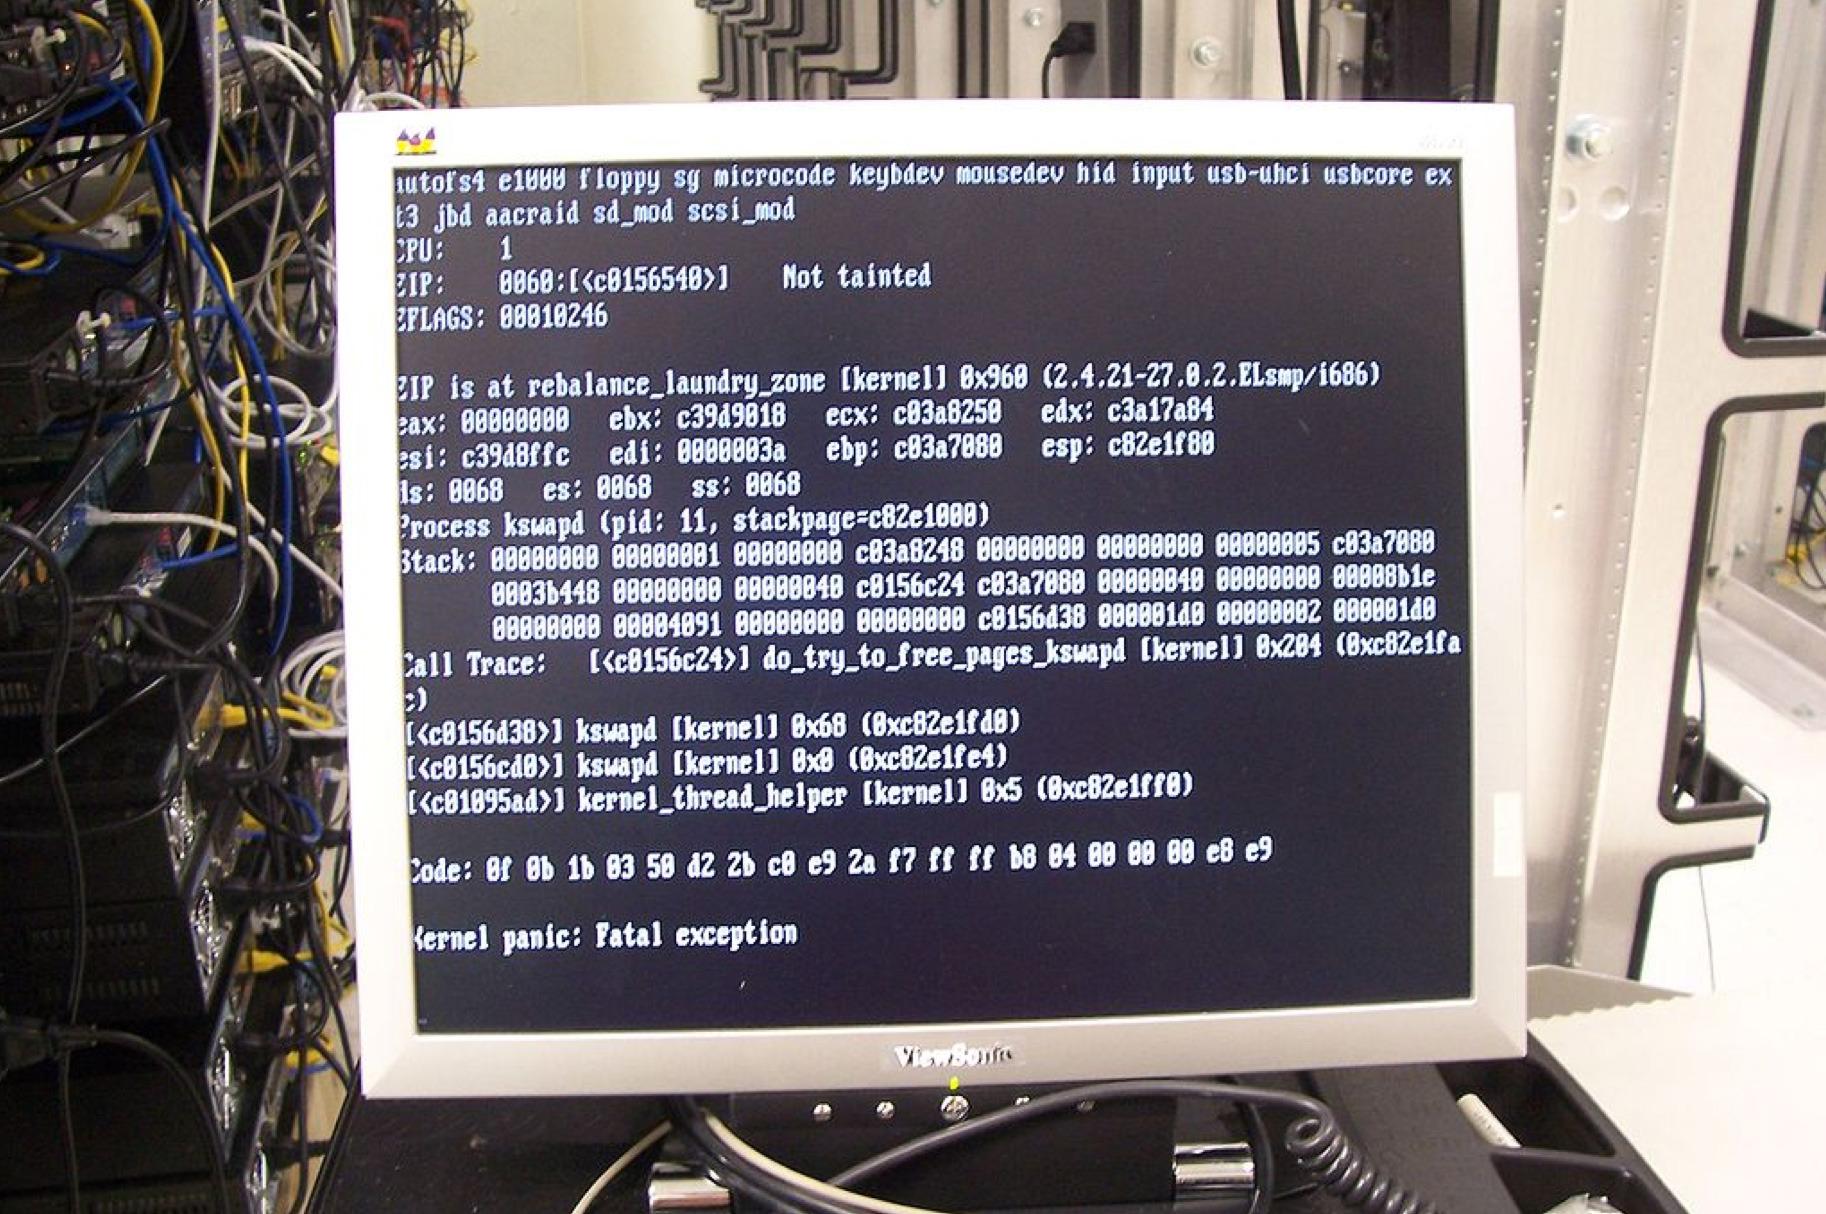 autofs4 e1000 floppy sg microcode keybdev mousedev hid input usb-uhci usbcore ex
t3 jbd aacraid sd_mod scsi_mod
CPU: 1
EIP: 0060:[<c0156540>] Not tainted
EFLAGS: 00010246
EIP is at rebalance_laundry_zone [kernel] 0x960 (2.4.21-27.0.2.ELsmp/i686)
eax: 00000000 ebx: c39d9018 ecx: c03a8250 edx: c3a17a84
esi: c39d8ffc edi: 0000003a ebp: c03a7080 esp: c82e1f80
ds: 0068 es: 0068 ss: 0068
Process kswapd (pid: 11, stackpage=c82e1000)
Stack: 00000000 00000001 00000000 c03a8248 00000000 00000000 00000005 c03a7080
0003b448 00000000 00000040 c0156c24 c03a7080 00000040 00000000 00008b1e
00000000 00004091 00000000 00000000 c0156d38 000001d0 00000002 000001d0
Call Trace: [<c0156c24>] do_try_to_free_pages_kswapd [kernel] 0x204 (0xc82e1fa
c)
[<c0156d38>] kswapd [kernel] 0x68 (0xc82e1fd0)
[<c0156cd0>] kswapd [kernel] 0x0 (0xc82e1fe4)
[<c01095ad>] kernel_thread_helper [kernel] 0x5 (0xc82e1ff0)
Code: 0f 0b 1b 03 50 d2 2b c0 e9 2a f7 ff ff b8 04 00 00 00 e8 e9
Kernel panic: Fatal exception
ViewSonic